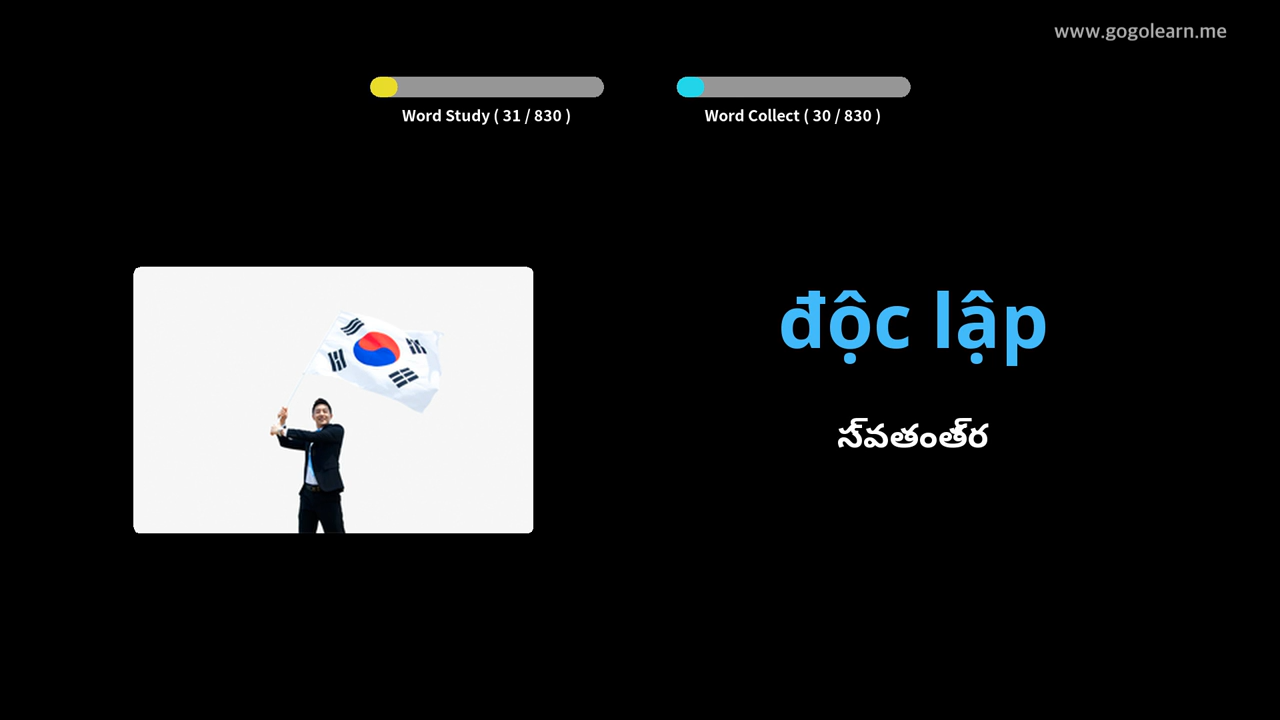 www.gogolearn.me
Word Study ( 31 / 830 )
Word Collect ( 30 / 830 )
độc lập
స్వతంత్ర